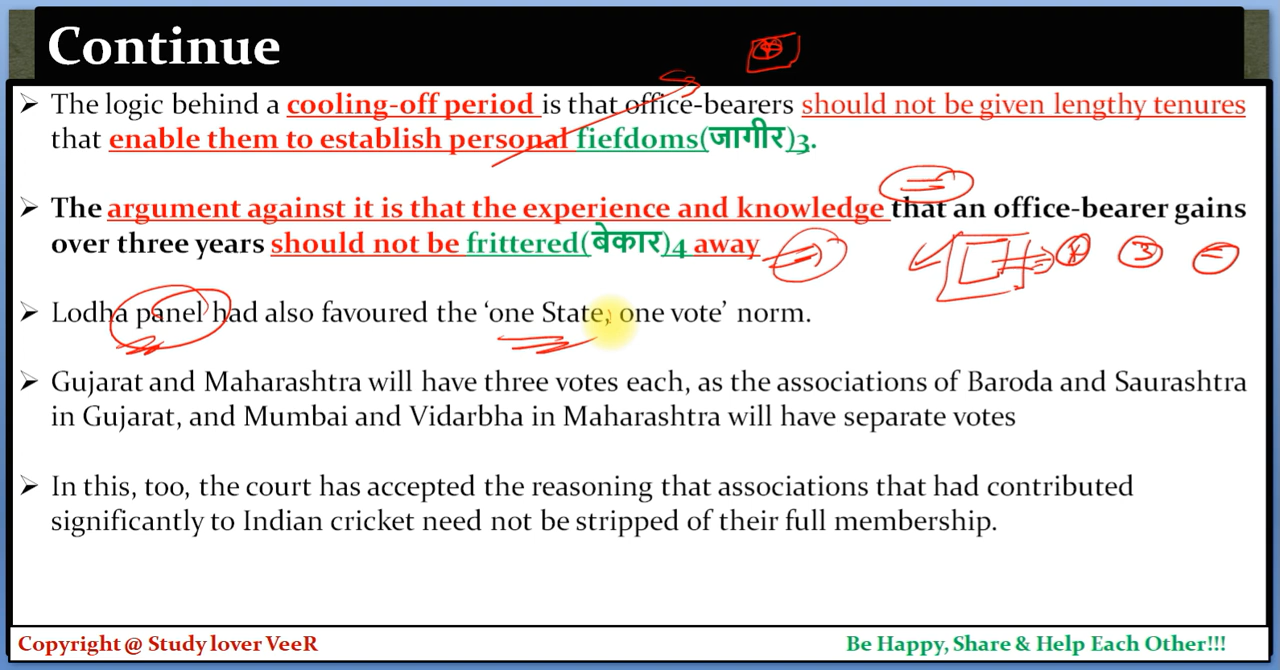 Continue
➢ The logic behind a cooling-off period is that office-bearers should not be given lengthy tenures
that enable them to establish personal fiefdoms(जागीर)3.
➢ The argument against it is that the experience and knowledge that an office-bearer gains
over three years should not be frittered(बेकार)4 away
➢ Lodha panel had also favoured the ‘one State, one vote’ norm.
➢ Gujarat and Maharashtra will have three votes each, as the associations of Baroda and Saurashtra
in Gujarat, and Mumbai and Vidarbha in Maharashtra will have separate votes
➢ In this, too, the court has accepted the reasoning that associations that had contributed
significantly to Indian cricket need not be stripped of their full membership.
Copyright @ Study lover VeeR
Be Happy, Share & Help Each Other!!!